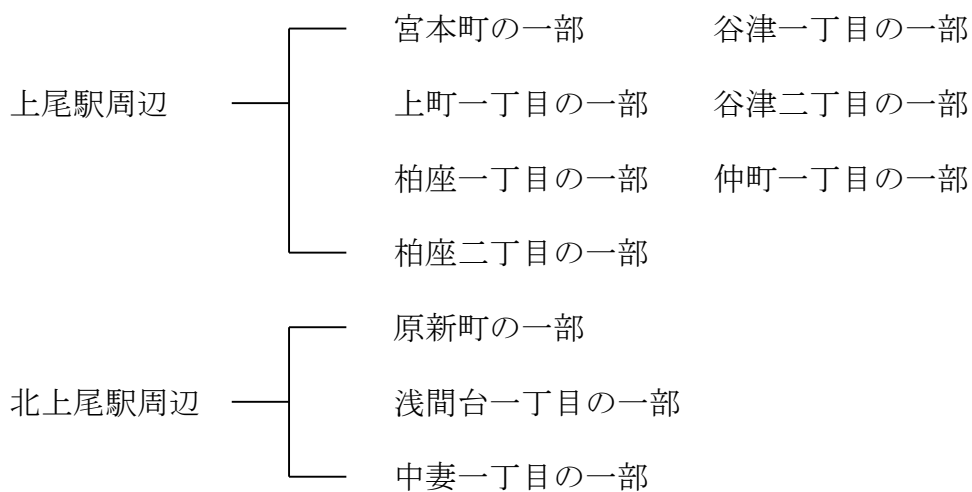 宮本町の一部 谷津一丁目の一部
上尾駅周辺 上町一丁目の一部 谷津二丁目の一部
柏座一丁目の一部 仲町一丁目の一部
柏座二丁目の一部
原新町の一部
北上尾駅周辺 浅間台一丁目の一部
中妻一丁目の一部